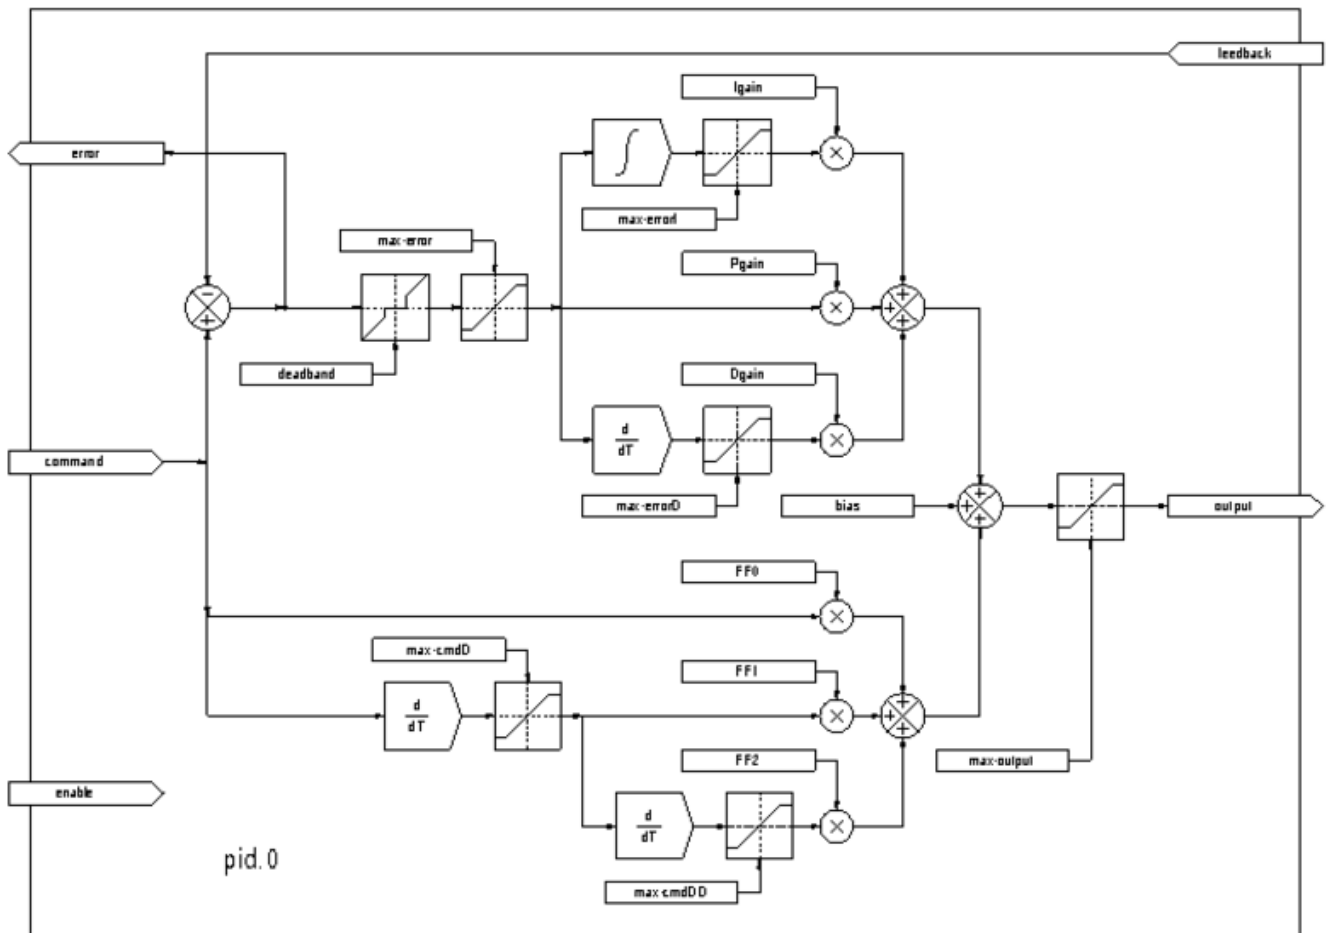 feedback
Igain
error
max-errorI
max-error
Pgain
deadband
Dgain
d
dT
command
max-errorD
bias
output
FF0
max-cmdD
FF1
d
dT
FF2
max-output
enable
d
dT
pid.0
max-cmdDD